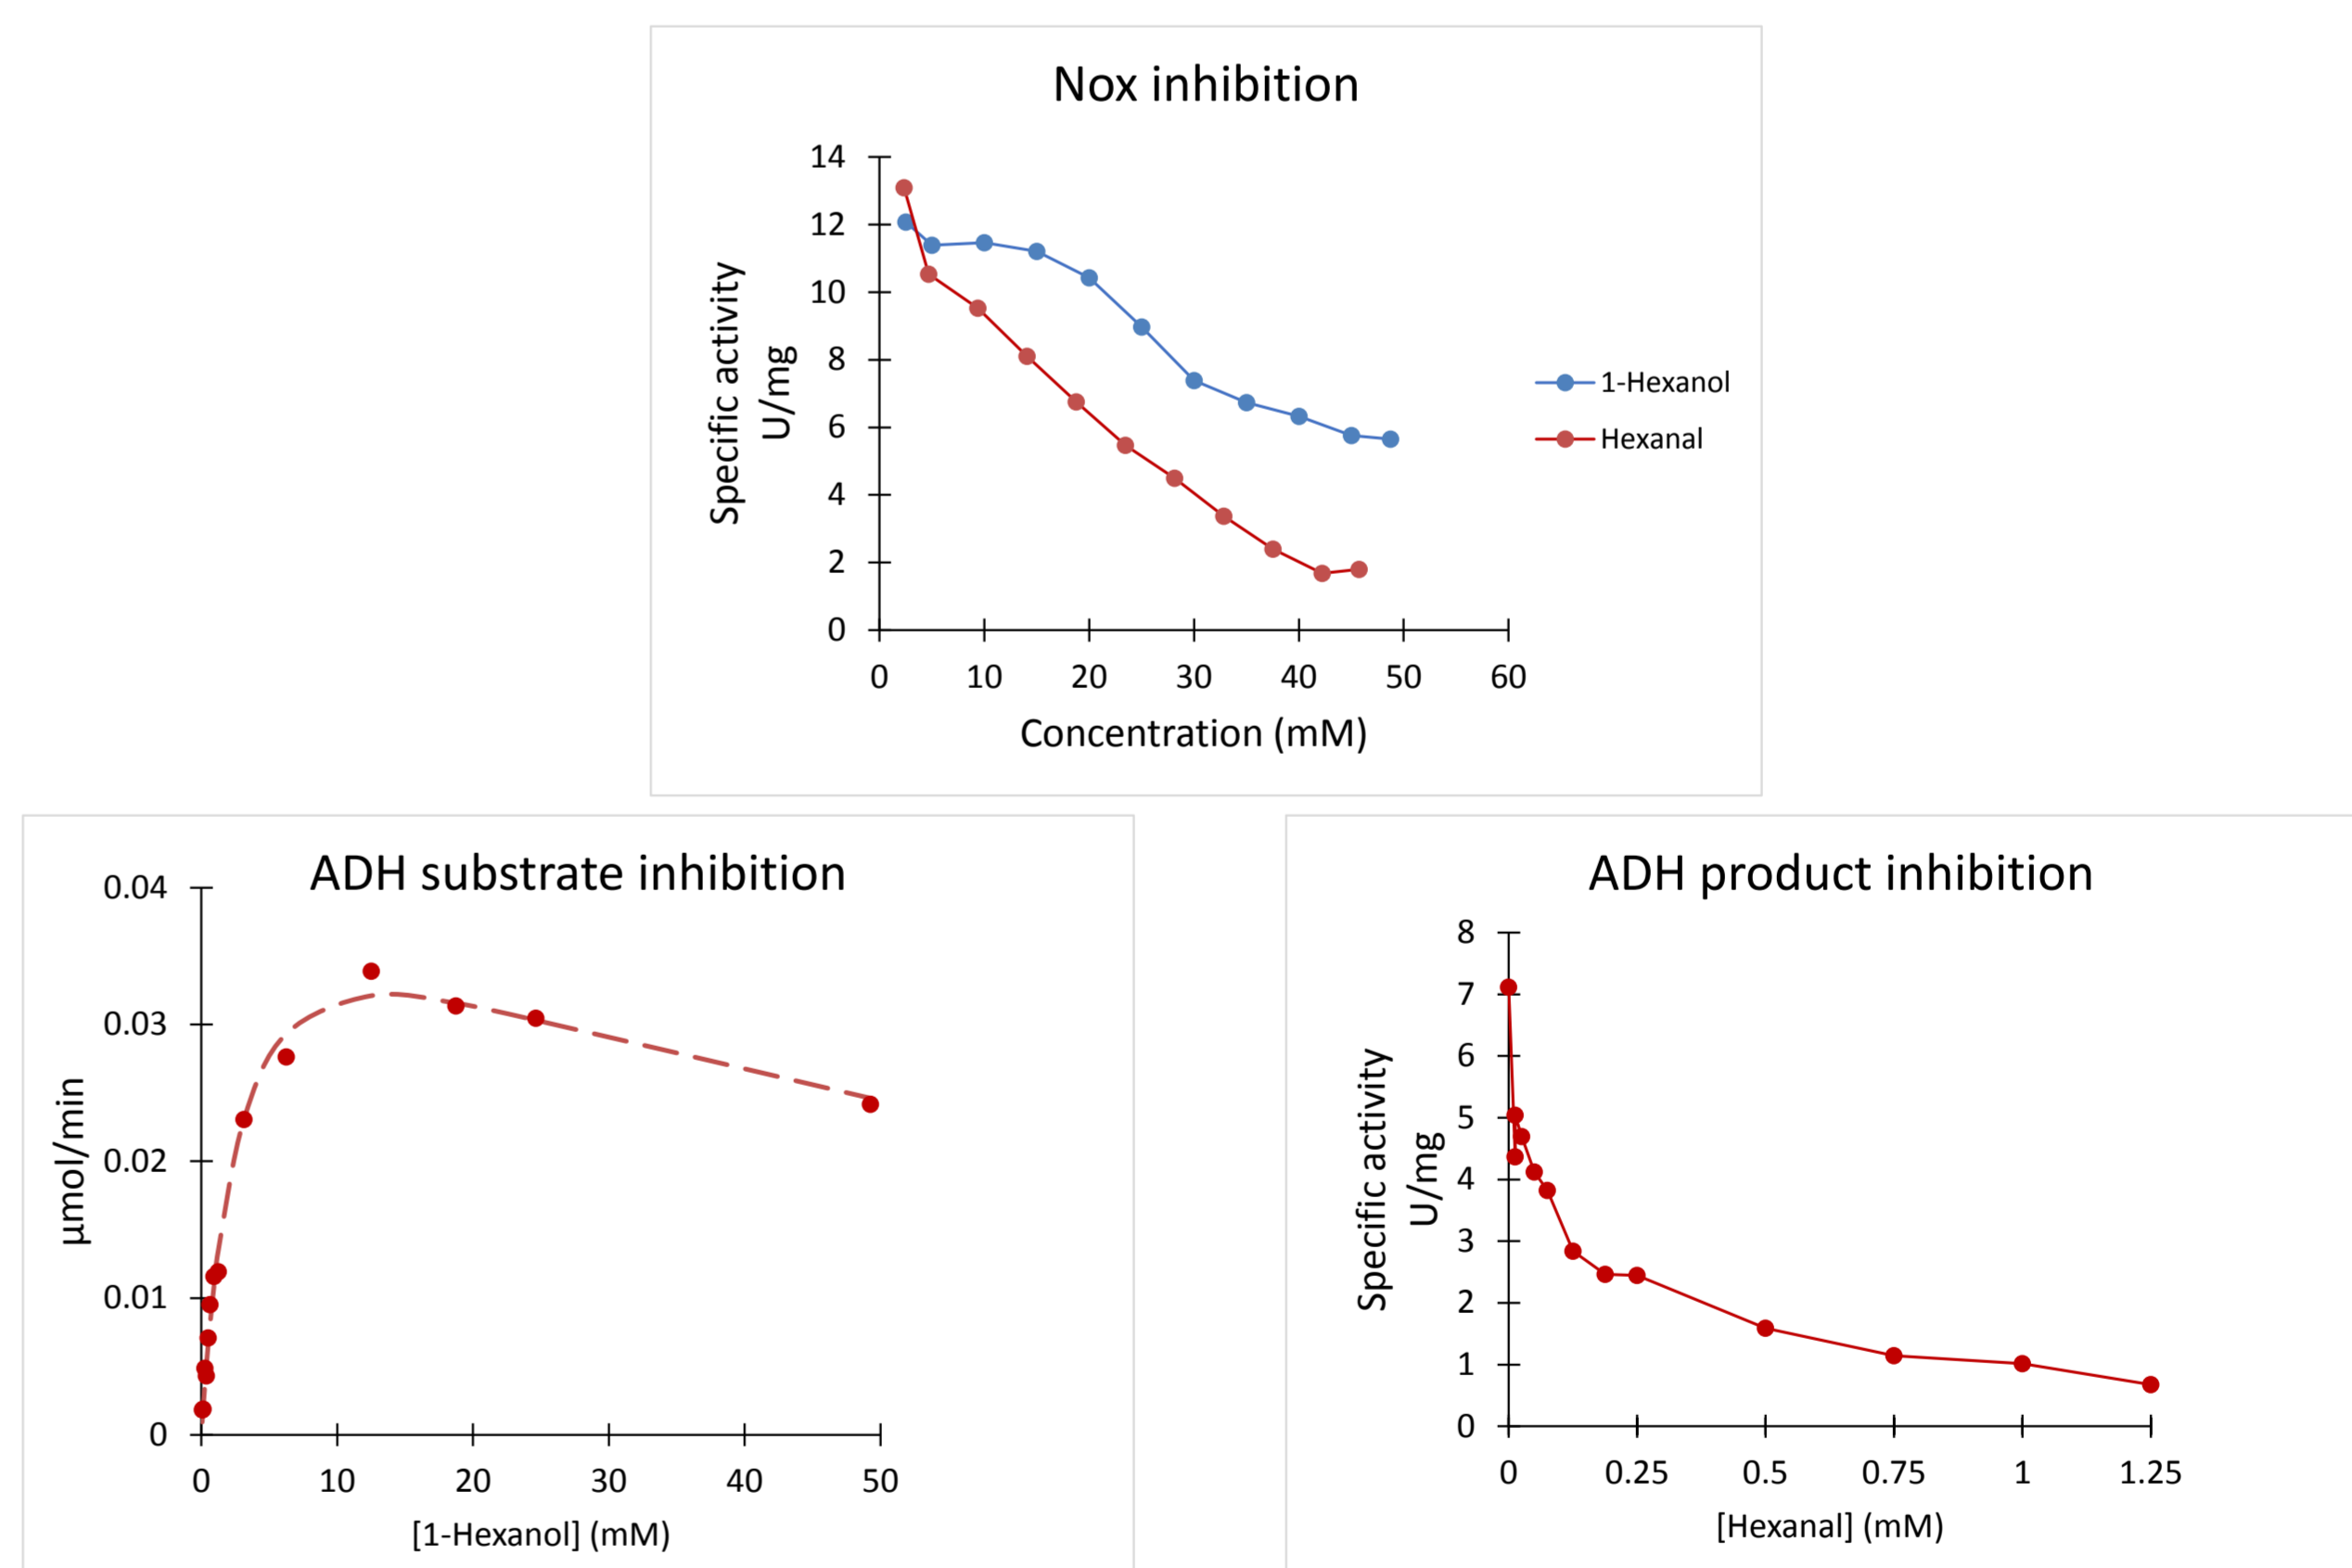 Nox inhibition
14
12
10
8
6
4
2
0
Specific activity
U/mg
0 10 20 30 40 50 60
Concentration (mM)
1-Hexanol
Hexanal
ADH substrate inhibition
0.04
0.03
0.02
0.01
0
µmol/min
0 10 20 30 40 50
[1-Hexanol] (mM)
ADH product inhibition
8
7
6
5
4
3
2
1
0
Specific activity
U/mg
0 0.25 0.5 0.75 1 1.25
[Hexanal] (mM)